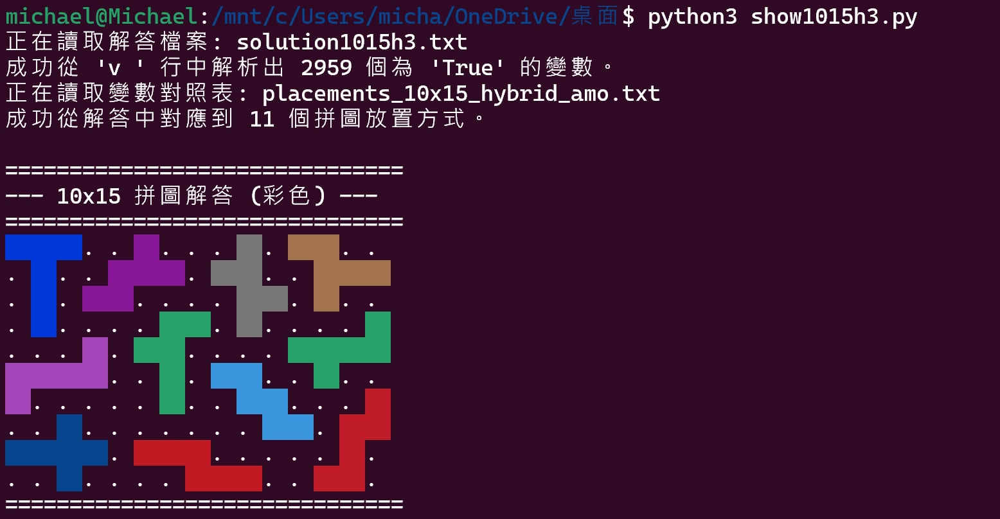 michael@Michael:/mnt/c/Users/micha/OneDrive/桌面$ python3 show1015h3.py
正在讀取解答檔案: solution1015h3.txt
成功從 'v ' 行中解析出 2959 個為 'True' 的變數。
正在讀取變數對照表: placements_10x15_hybrid_amo.txt
成功從解答中對應到 11 個拼圖放置方式。
===============================
--- 10x15 拼圖解答 (彩色) ---
===============================
. . . . . . . .
. . . . . .
. . . . . . . . .
. . . . . . . . . .
. . . . . . . .
. . . . . . .
. . . . . . . . . .
. . . . . . . . . .
. . . . . . .
. . . . . . . . .
===============================